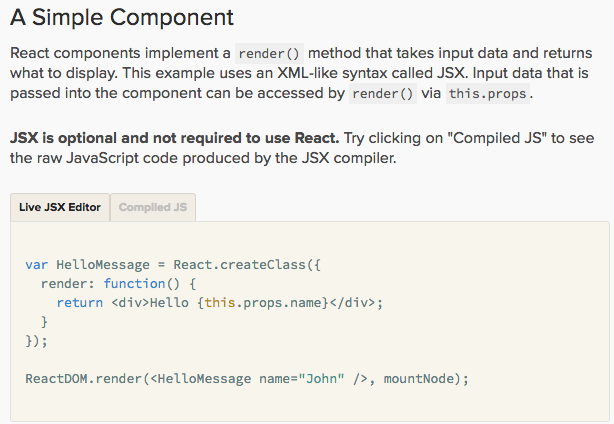 A Simple Component
React components implement a render() method that takes input data and returns
what to display. This example uses an XML-like syntax called JSX. Input data that is
passed into the component can be accessed by render() via this.props.
JSX is optional and not required to use React. Try clicking on "Compiled JS" to see
the raw JavaScript code produced by the JSX compiler.
Live JSX Editor Compiled JS
var HelloMessage = React.createClass({
  render: function() {
    return <div>Hello {this.props.name}</div>;
  }
});
ReactDOM.render(<HelloMessage name="John" />, mountNode);